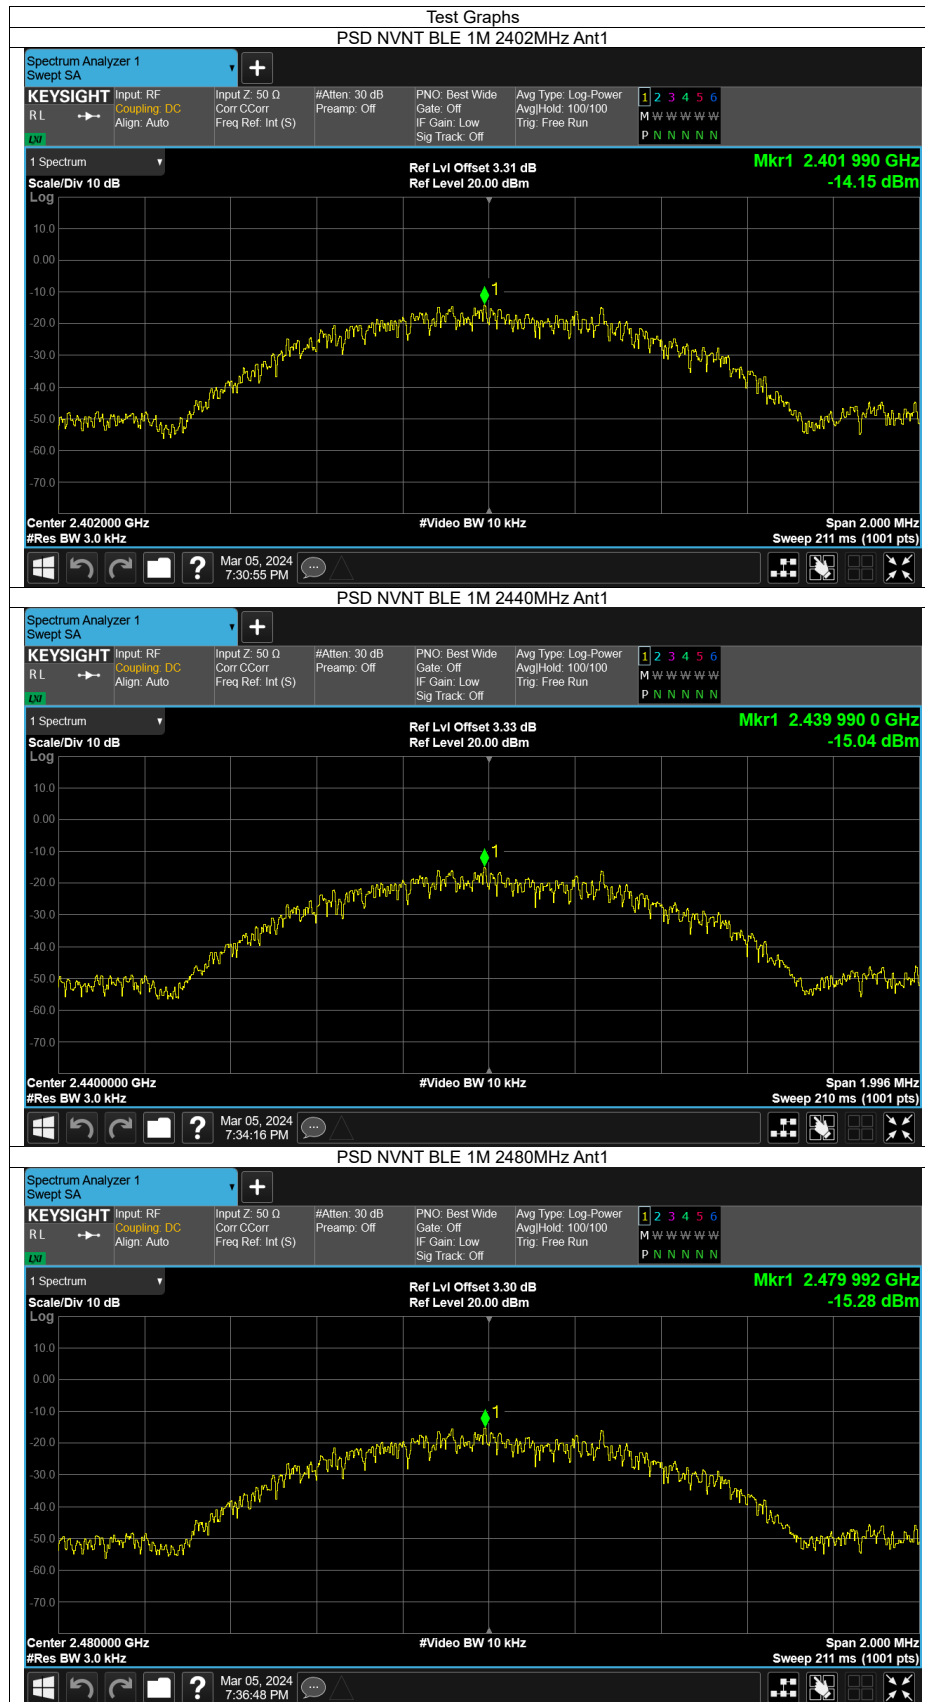 Test Graphs
PSD NVNT BLE 1M 2402MHz Ant1
Spectrum Analyzer 1
Swept SA
+
KEYSIGHT Input: RF Input Z: 50 Ω #Atten: 30 dB PNO: Best Wide Avg Type: Log-Power 1 2 3 4 5 6
RL Coupling: DC Corr CCorr Preamp: Off Gate: Off Avg|Hold: 100/100 M W W W W W
Align: Auto Freq Ref: Int (S) IF Gain: Low Trig: Free Run
LXI Sig Track: Off P N N N N N
1 Spectrum
Ref Lvl Offset 3.31 dB Mkr1 2.401 990 GHz
Scale/Div 10 dB Ref Level 20.00 dBm -14.15 dBm
Log
10.0
0.00
-10.0
1
-20.0
-30.0
-40.0
-50.0
-60.0
-70.0
Center 2.402000 GHz #Video BW 10 kHz Span 2.000 MHz
#Res BW 3.0 kHz Sweep 211 ms (1001 pts)
? Mar 05, 2024
7:30:55 PM
PSD NVNT BLE 1M 2440MHz Ant1
Spectrum Analyzer 1
Swept SA
+
KEYSIGHT Input: RF Input Z: 50 Ω #Atten: 30 dB PNO: Best Wide Avg Type: Log-Power 1 2 3 4 5 6
RL Coupling: DC Corr CCorr Preamp: Off Gate: Off Avg|Hold: 100/100 M W W W W W
Align: Auto Freq Ref: Int (S) IF Gain: Low Trig: Free Run
LXI Sig Track: Off P N N N N N
1 Spectrum
Ref Lvl Offset 3.33 dB Mkr1 2.439 990 0 GHz
Scale/Div 10 dB Ref Level 20.00 dBm -15.04 dBm
Log
10.0
0.00
-10.0
1
-20.0
-30.0
-40.0
-50.0
-60.0
-70.0
Center 2.4400000 GHz #Video BW 10 kHz Span 1.996 MHz
#Res BW 3.0 kHz Sweep 210 ms (1001 pts)
? Mar 05, 2024
7:34:16 PM
PSD NVNT BLE 1M 2480MHz Ant1
Spectrum Analyzer 1
Swept SA
+
KEYSIGHT Input: RF Input Z: 50 Ω #Atten: 30 dB PNO: Best Wide Avg Type: Log-Power 1 2 3 4 5 6
RL Coupling: DC Corr CCorr Preamp: Off Gate: Off Avg|Hold: 100/100 M W W W W W
Align: Auto Freq Ref: Int (S) IF Gain: Low Trig: Free Run
LXI Sig Track: Off P N N N N N
1 Spectrum
Ref Lvl Offset 3.30 dB Mkr1 2.479 992 GHz
Scale/Div 10 dB Ref Level 20.00 dBm -15.28 dBm
Log
10.0
0.00
-10.0
1
-20.0
-30.0
-40.0
-50.0
-60.0
-70.0
Center 2.480000 GHz #Video BW 10 kHz Span 2.000 MHz
#Res BW 3.0 kHz Sweep 211 ms (1001 pts)
? Mar 05, 2024
7:36:48 PM